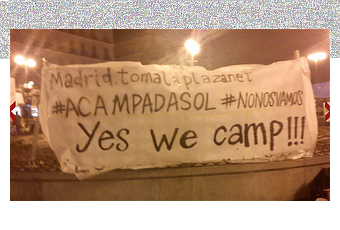 Madrid.tomalaplaza.net
#ACAMPADASOL #NONOSVAMOS
Yes we camp!!!